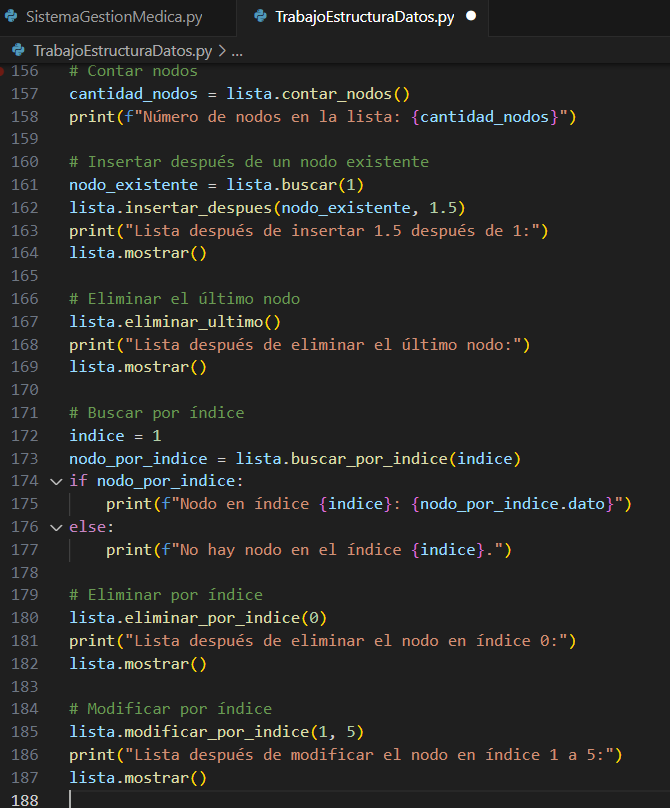 SistemaGestionMedica.py
TrabajoEstructuraDatos.py
TrabajoEstructuraDatos.py > ...
156 # Contar nodos
157 cantidad_nodos = lista.contar_nodos()
158 print(f"Número de nodos en la lista: {cantidad_nodos}")
159
160 # Insertar después de un nodo existente
161 nodo_existente = lista.buscar(1)
162 lista.insertar_despues(nodo_existente, 1.5)
163 print("Lista después de insertar 1.5 después de 1:")
164 lista.mostrar()
165
166 # Eliminar el último nodo
167 lista.eliminar_ultimo()
168 print("Lista después de eliminar el último nodo:")
169 lista.mostrar()
170
171 # Buscar por índice
172 indice = 1
173 nodo_por_indice = lista.buscar_por_indice(indice)
174 if nodo_por_indice:
175     print(f"Nodo en índice {indice}: {nodo_por_indice.dato}")
176 else:
177     print(f"No hay nodo en el índice {indice}.")
178
179 # Eliminar por índice
180 lista.eliminar_por_indice(0)
181 print("Lista después de eliminar el nodo en índice 0:")
182 lista.mostrar()
183
184 # Modificar por índice
185 lista.modificar_por_indice(1, 5)
186 print("Lista después de modificar el nodo en índice 1 a 5:")
187 lista.mostrar()
188